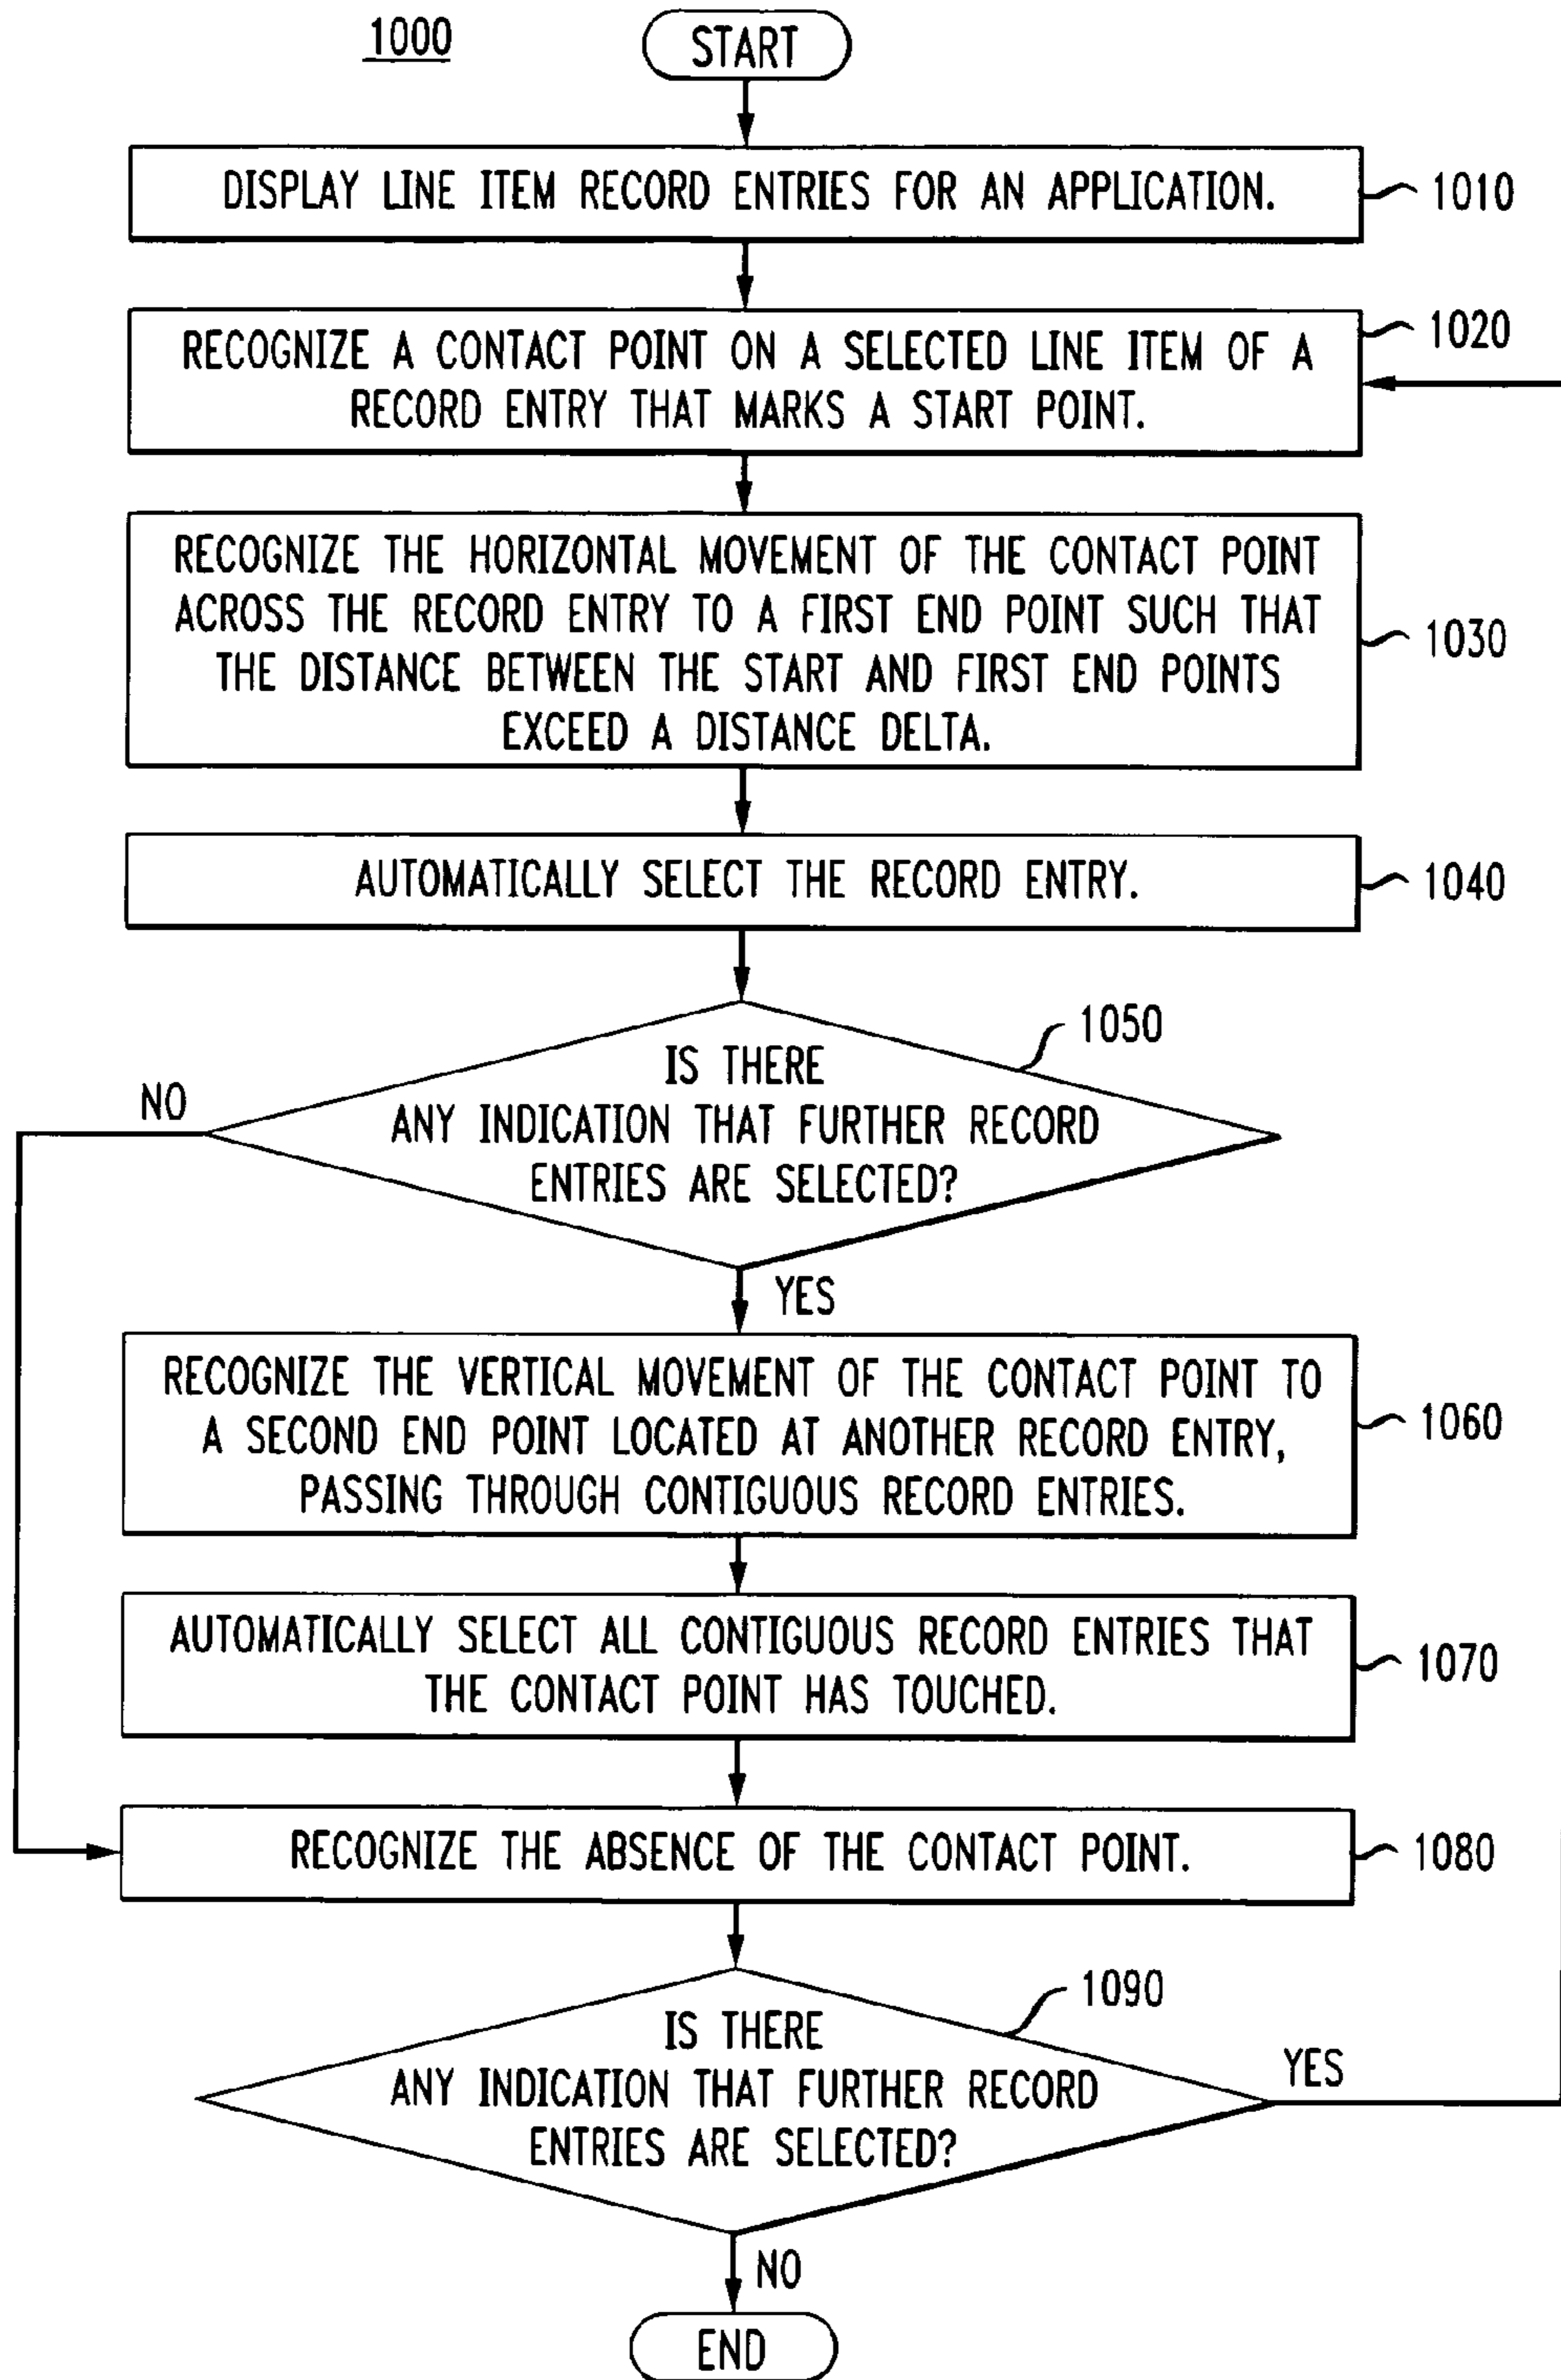 1000
START
DISPLAY LINE ITEM RECORD ENTRIES FOR AN APPLICATION.
1010
RECOGNIZE A CONTACT POINT ON A SELECTED LINE ITEM OF A
RECORD ENTRY THAT MARKS A START POINT.
1020
RECOGNIZE THE HORIZONTAL MOVEMENT OF THE CONTACT POINT
ACROSS THE RECORD ENTRY TO A FIRST END POINT SUCH THAT
THE DISTANCE BETWEEN THE START AND FIRST END POINTS
EXCEED A DISTANCE DELTA.
1030
AUTOMATICALLY SELECT THE RECORD ENTRY.
1040
1050
IS THERE
ANY INDICATION THAT FURTHER RECORD
ENTRIES ARE SELECTED?
NO
YES
RECOGNIZE THE VERTICAL MOVEMENT OF THE CONTACT POINT TO
A SECOND END POINT LOCATED AT ANOTHER RECORD ENTRY,
PASSING THROUGH CONTIGUOUS RECORD ENTRIES.
1060
AUTOMATICALLY SELECT ALL CONTIGUOUS RECORD ENTRIES THAT
THE CONTACT POINT HAS TOUCHED.
1070
RECOGNIZE THE ABSENCE OF THE CONTACT POINT.
1080
1090
IS THERE
ANY INDICATION THAT FURTHER RECORD
ENTRIES ARE SELECTED?
YES
NO
END